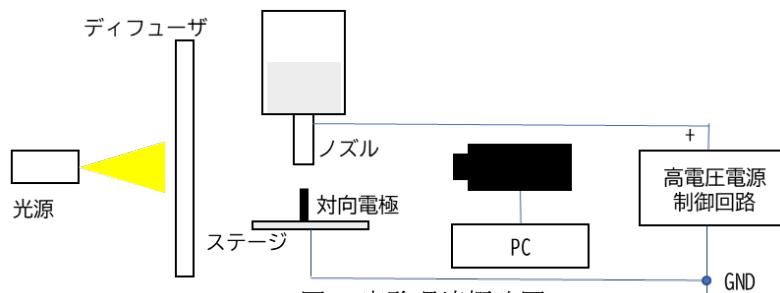 ディフューザ
ノズル
+
光源
対向電極
高電圧電源
制御回路
ステージ
PC
GND